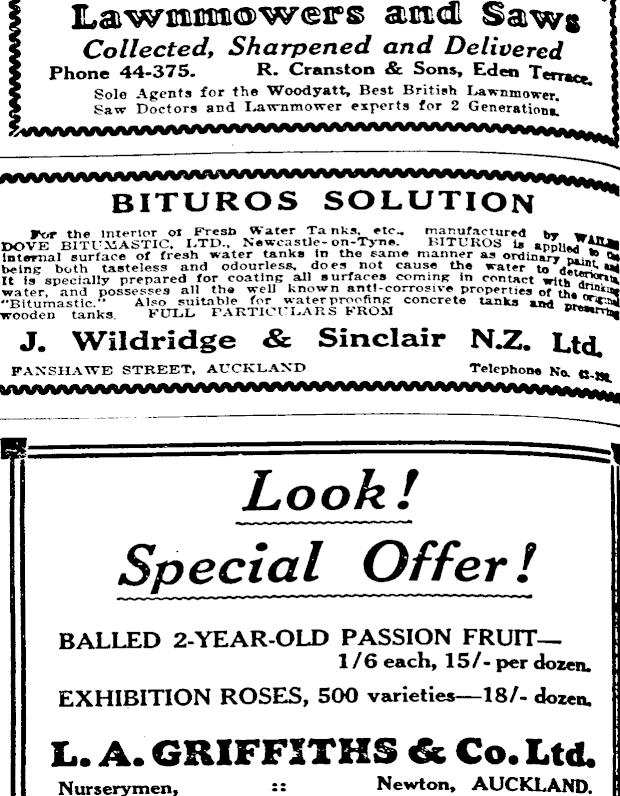 Lawnmowers and Saws
Collected, Sharpened and Delivered
Phone 44-375. R. Cranston & Sons, Eden Terrace.
Sole Agents for the Woodyatt, Best British Lawnmower.
Saw Doctors and Lawnmower experts for 2 Generations.
BITUROS SOLUTION
For the interior of Fresh Water Tanks, etc., manufactured by WAILES
DOVE BITUMASTIC, LTD., Newcastle-on-Tyne. BITUROS is applied to the
internal surface of fresh water tanks in the same manner as ordinary paint, and
being both tasteless and odourless, does not cause the water to deteriorate.
It is specially prepared for coating all surfaces coming in contact with drinking
water, and possesses all the well known anti-corrosive properties of the original
"Bitumastic." Also suitable for waterproofing concrete tanks and preserving
wooden tanks. FULL PARTICULARS FROM
J. Wildridge & Sinclair N.Z. Ltd.
FANSHAWE STREET, AUCKLAND Telephone No.
Look!
Special Offer!
BALLED 2-YEAR-OLD PASSION FRUIT—
1/6 each, 15/- per dozen.
EXHIBITION ROSES, 500 varieties—18/- dozen.
L. A. GRIFFITHS & Co. Ltd.
Nurserymen, :: Newton, AUCKLAND.